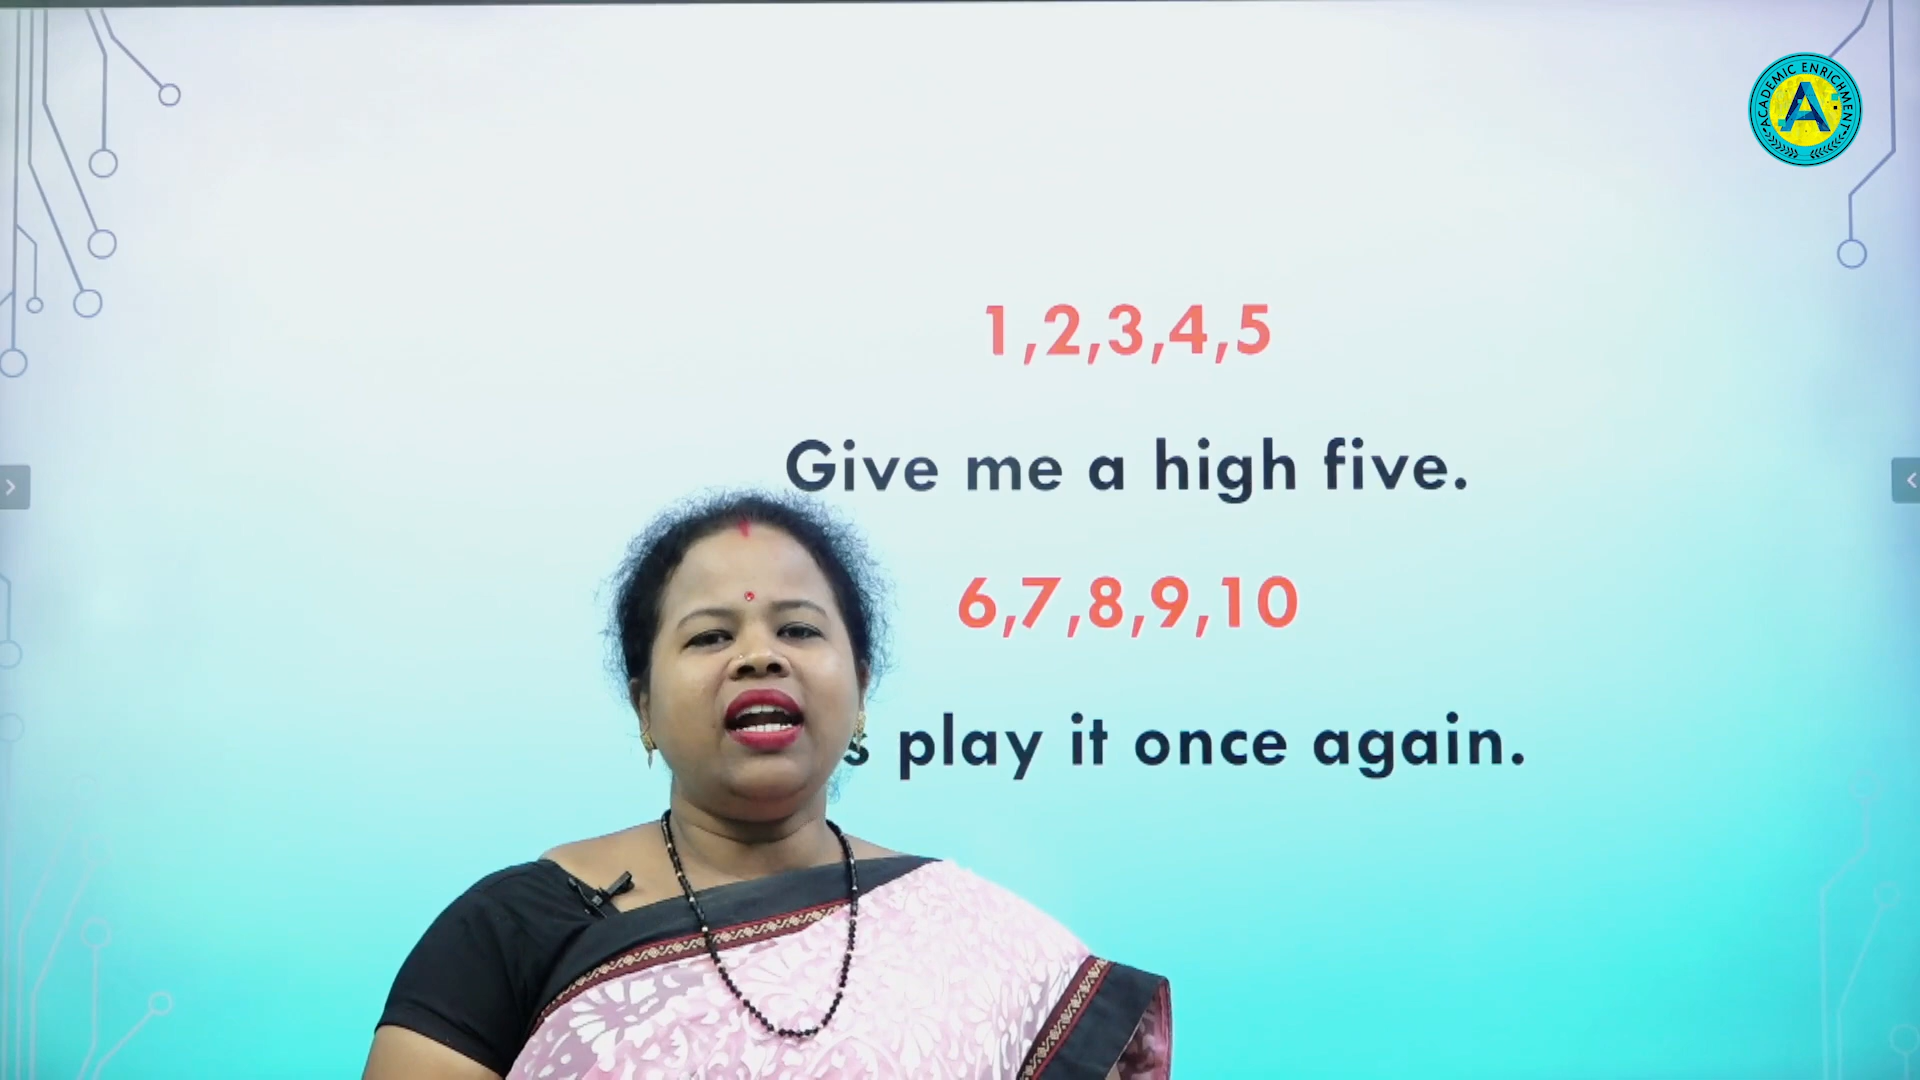 ACADEMIC ENRICHMENT
A
1,2,3,4,5
Give me a high five.
6,7,8,9,10
s play it once again.